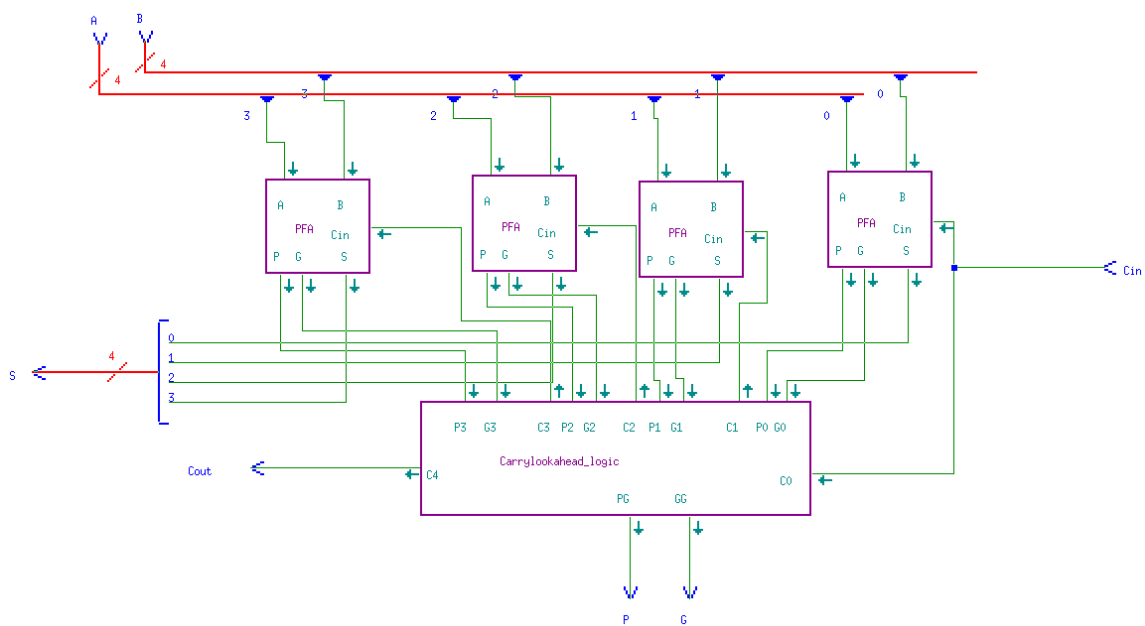 A B
4 4
3 2 1 0
3 2 1 0
A B A B A B A B
PFA Cin PFA Cin PFA Cin PFA Cin
P G S P G S P G S P G S
Cin
0
1
2
3
4
S
P3 G3 C3 P2 G2 C2 P1 G1 C1 P0 G0
Carrylookahead_logic
Cout C4 C0
PG GG
P G